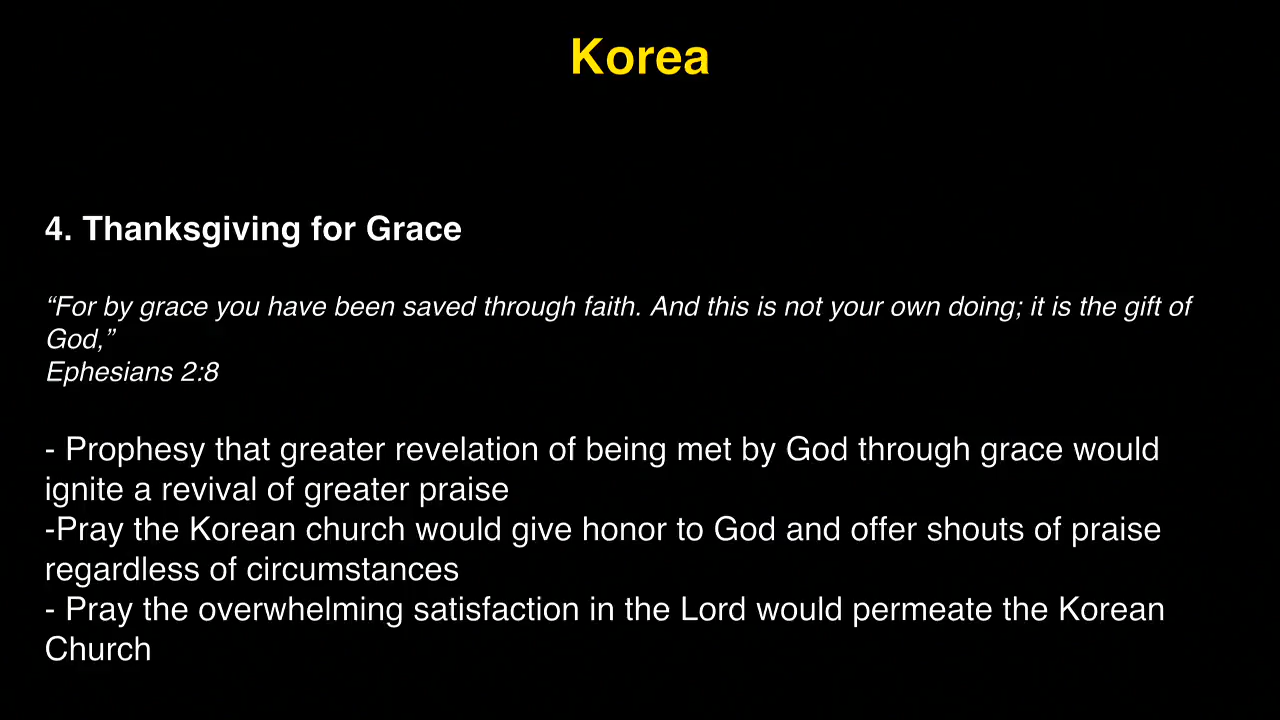 Korea
4. Thanksgiving for Grace
“For by grace you have been saved through faith. And this is not your own doing; it is the gift of
God,”
Ephesians 2:8
- Prophesy that greater revelation of being met by God through grace would
ignite a revival of greater praise
-Pray the Korean church would give honor to God and offer shouts of praise
regardless of circumstances
- Pray the overwhelming satisfaction in the Lord would permeate the Korean
Church